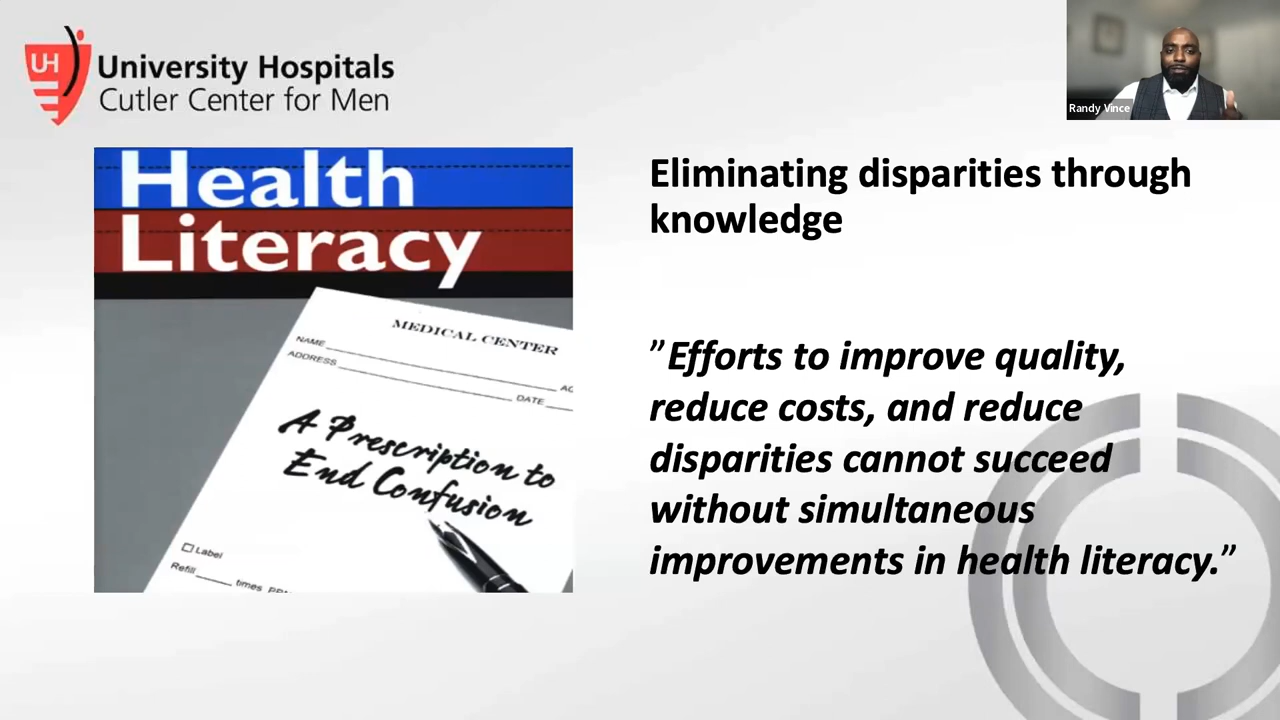 UH
University Hospitals
Cutler Center for Men
Randy Vince
Health
Literacy
MEDICAL CENTER
NAME
ADDRESS
DATE
A Prescription to
End Confusion
Label
Refill times
Eliminating disparities through
knowledge
”Efforts to improve quality,
reduce costs, and reduce
disparities cannot succeed
without simultaneous
improvements in health literacy.”